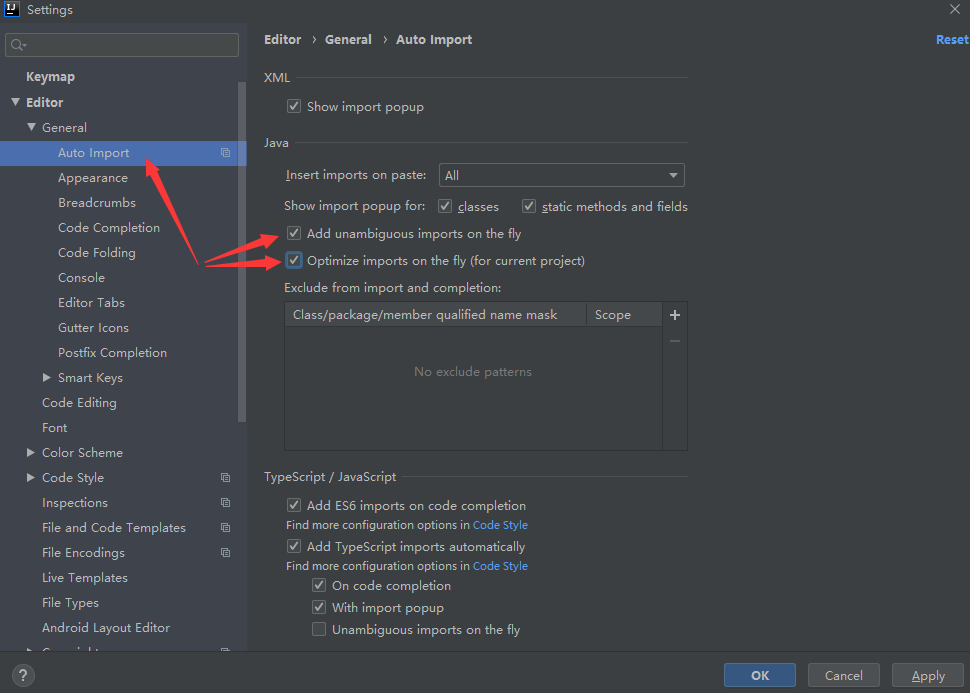 IJ Settings
Keymap
Editor
General
Auto Import
Appearance
Breadcrumbs
Code Completion
Code Folding
Console
Editor Tabs
Gutter Icons
Postfix Completion
Smart Keys
Code Editing
Font
Color Scheme
Code Style
Inspections
File and Code Templates
File Encodings
Live Templates
File Types
Android Layout Editor
Editor › General › Auto Import
Reset
XML
Show import popup
Java
Insert imports on paste: All
Show import popup for: classes static methods and fields
Add unambiguous imports on the fly
Optimize imports on the fly (for current project)
Exclude from import and completion:
Class/package/member qualified name mask Scope +
No exclude patterns
TypeScript / JavaScript
Add ES6 imports on code completion
Find more configuration options in Code Style
Add TypeScript imports automatically
Find more configuration options in Code Style
On code completion
With import popup
Unambiguous imports on the fly
? OK Cancel Apply